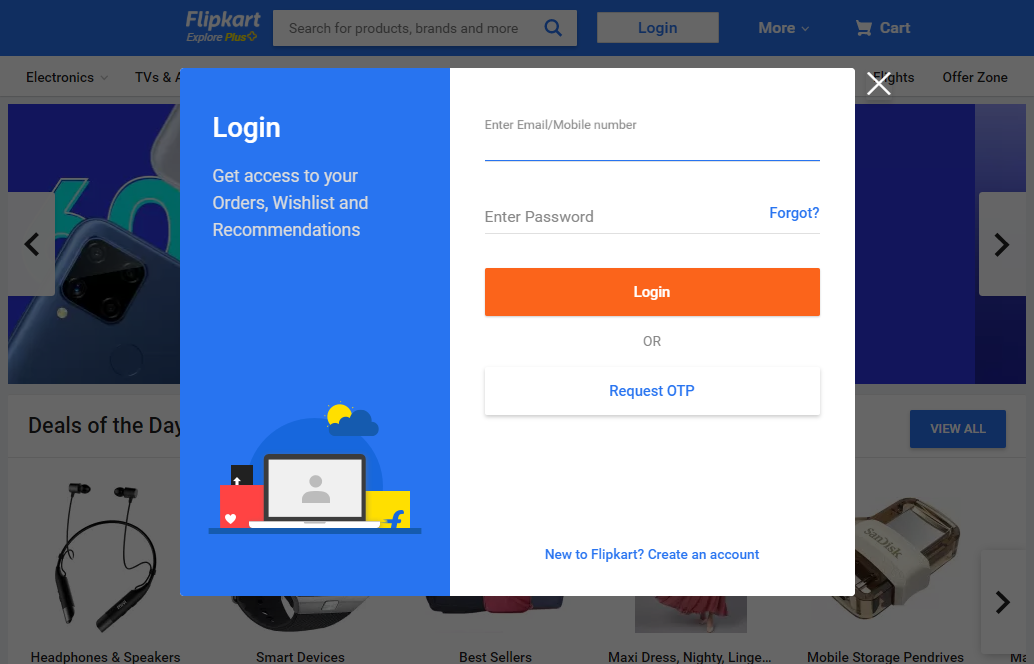 Flipkart
Explore Plus
Search for products, brands and more
Login
More
Cart
Electronics
TVs &
Flights
Offer Zone
Login
Get access to your
Orders, Wishlist and
Recommendations
Enter Email/Mobile number
Enter Password
Forgot?
Login
OR
Request OTP
New to Flipkart? Create an account
60
Deals of the Day
VIEW ALL
SanDisk
Headphones & Speakers
Smart Devices
Best Sellers
Maxi Dress, Nighty, Linge...
Mobile Storage Pendrives